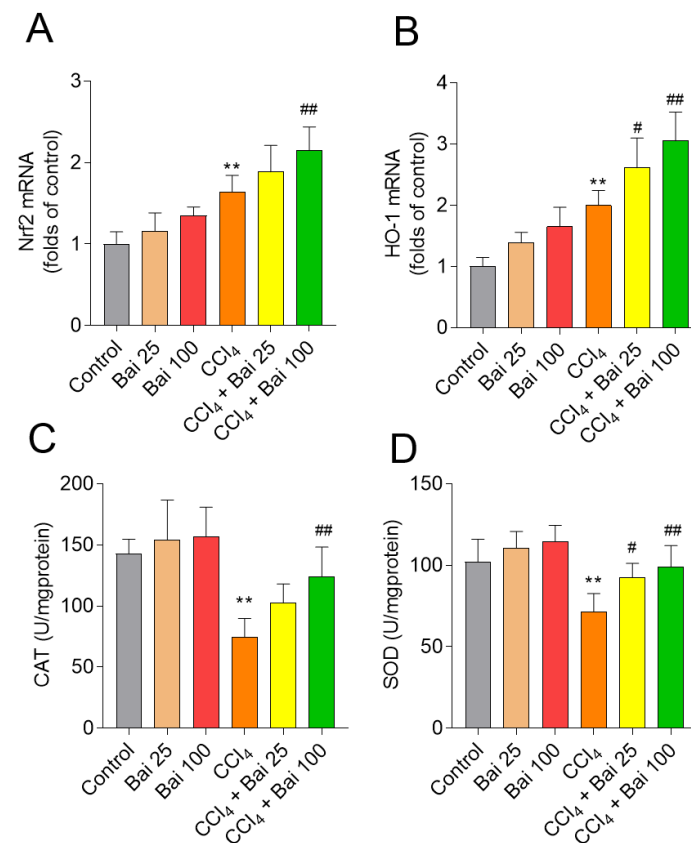 A
Nrf2 mRNA
(folds of control)
3
2
1
0
**
##
Control
Bai 25
Bai 100
CCl₄
CCl₄ + Bai 25
CCl₄ + Bai 100
B
HO-1 mRNA
(folds of control)
4
3
2
1
0
**
#
##
Control
Bai 25
Bai 100
CCl₄
CCl₄ + Bai 25
CCl₄ + Bai 100
C
CAT (U/mgprotein)
200
150
100
50
0
**
##
Control
Bai 25
Bai 100
CCl₄
CCl₄ + Bai 25
CCl₄ + Bai 100
D
SOD (U/mgprotein)
150
100
50
0
**
#
##
Control
Bai 25
Bai 100
CCl₄
CCl₄ + Bai 25
CCl₄ + Bai 100